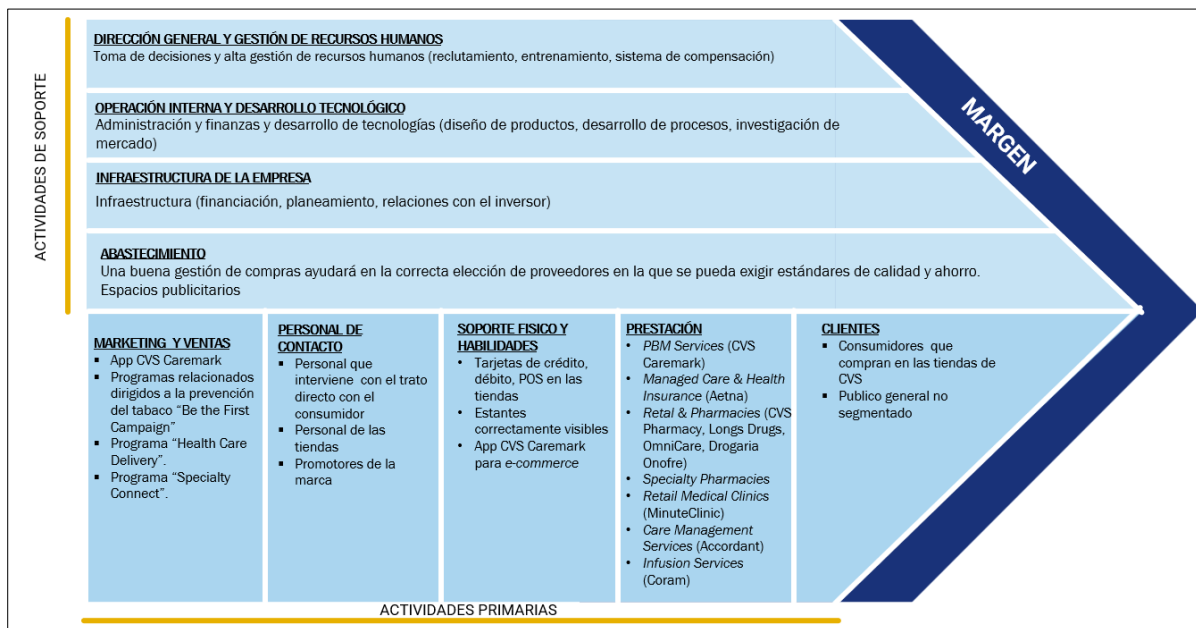 ACTIVIDADES DE SOPORTE
DIRECCIÓN GENERAL Y GESTIÓN DE RECURSOS HUMANOS
Toma de decisiones y alta gestión de recursos humanos (reclutamiento, entrenamiento, sistema de compensación)
OPERACIÓN INTERNA Y DESARROLLO TECNOLÓGICO
Administración y finanzas y desarrollo de tecnologías (diseño de productos, desarrollo de procesos, investigación de
mercado)
INFRAESTRUCTURA DE LA EMPRESA
Infraestructura (financiación, planeamiento, relaciones con el inversor)
ABASTECIMIENTO
Una buena gestión de compras ayudará en la correcta elección de proveedores en la que se pueda exigir estándares de calidad y ahorro.
Espacios publicitarios
MARGEN
MARKETING Y VENTAS
▪ App CVS Caremark
▪ Programas relacionados
dirigidos a la prevención
del tabaco “Be the First
Campaign”
▪ Programa “Health Care
Delivery”.
▪ Programa “Specialty
Connect”.
PERSONAL DE
CONTACTO
▪ Personal que
interviene con el trato
directo con el
consumidor
▪ Personal de las
tiendas
▪ Promotores de la
marca
SOPORTE FISICO Y
HABILIDADES
• Tarjetas de crédito,
débito, POS en las
tiendas
• Estantes
correctamente visibles
• App CVS Caremark
para e-commerce
PRESTACIÓN
• PBM Services (CVS
Caremark)
• Managed Care & Health
Insurance (Aetna)
• Retal & Pharmacies (CVS
Pharmacy, Longs Drugs,
OmniCare, Drogaria
Onofre)
• Specialty Pharmacies
• Retail Medical Clinics
(MinuteClinic)
• Care Management
Services (Accordant)
• Infusion Services
(Coram)
CLIENTES
▪ Consumidores que
compran en las tiendas de
CVS
▪ Publico general no
segmentado
ACTIVIDADES PRIMARIAS